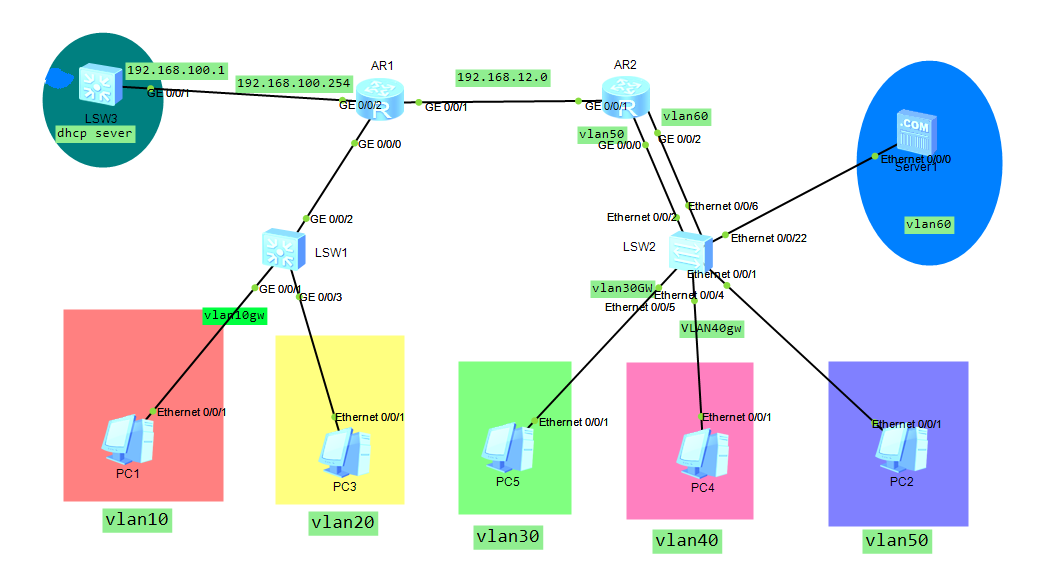 AR1
AR2
192.168.100.1
192.168.100.254
192.168.12.0
GE 0/0/1
GE 0/0/2
GE 0/0/1
GE 0/0/1
LSW3
dhcp sever
vlan50
vlan60
GE 0/0/0
GE 0/0/0
GE 0/0/2
.COM
Ethernet 0/0/0
Server1
GE 0/0/2
Ethernet 0/0/2
Ethernet 0/0/6
vlan60
LSW1
LSW2
Ethernet 0/0/22
Ethernet 0/0/1
GE 0/0/1
GE 0/0/3
vlan30GW
Ethernet 0/0/4
Ethernet 0/0/5
vlan10gw
VLAN40gw
Ethernet 0/0/1
Ethernet 0/0/1
Ethernet 0/0/1
Ethernet 0/0/1
Ethernet 0/0/1
PC1
PC3
PC5
PC4
PC2
vlan10
vlan20
vlan30
vlan40
vlan50